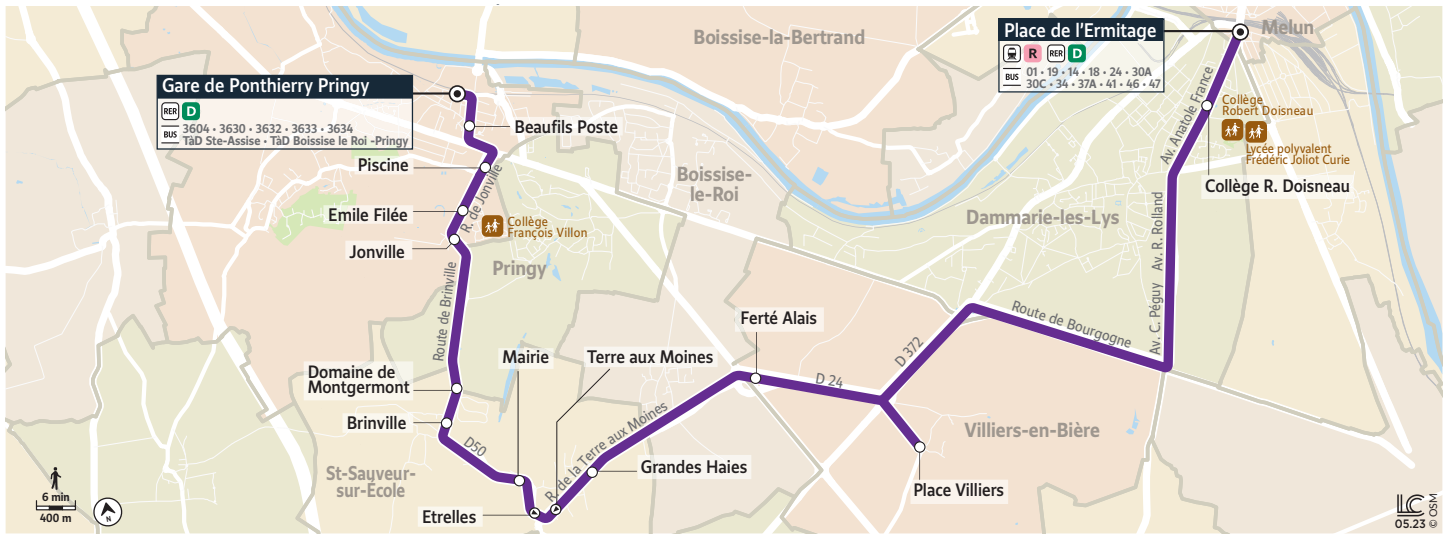 Gare de Ponthierry Pringy
RER D
BUS
3604 • 3630 • 3632 • 3633 • 3634
TàD Ste-Assise • TàD Boissise le Roi -Pringy
Beaufils Poste
Piscine
Emile Filée
R. de Jonville
Jonville
Collège
François Villon
Pringy
Route de Brinville
Domaine de
Montgermont
Brinville
D50
St-Sauveur-
sur-École
Mairie
Etrelles
Terre aux Moines
R. de la Terre aux Moines
Grandes Haies
Ferté Alais
D 24
D 372
Place Villiers
Villiers-en-Bière
Route de Bourgogne
Av. C. Péguy
Av. R. Rolland
Av. Anatole France
Boissise-la-Bertrand
Boissise-
le-Roi
Dammarie-les-Lys
Place de l'Ermitage
R RER D
BUS
01 • 19 • 14 • 18 • 24 • 30A
30C • 34 • 37A • 41 • 46 • 47
Melun
Collège
Robert Doisneau
Lycée polyvalent
Frédéric Joliot Curie
Collège R. Doisneau
6 min
400 m
N
LC
05.23 © OSM